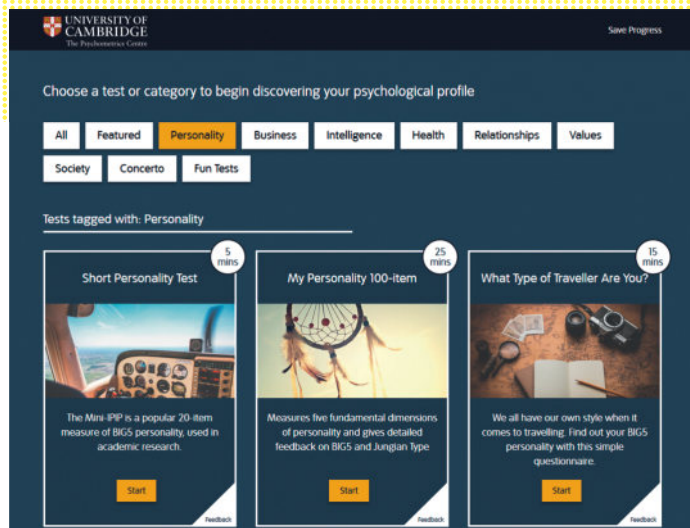 UNIVERSITY OF
CAMBRIDGE
The Psychometrics Centre
Save Progress
Choose a test or category to begin discovering your psychological profile
All
Featured
Personality
Business
Intelligence
Health
Relationships
Values
Society
Concerto
Fun Tests
Tests tagged with: Personality
5
mins
Short Personality Test
The Mini-IPIP is a popular 20-item
measure of BIG5 personality, used in
academic research.
Start
Feedback
25
mins
My Personality 100-item
Measures five fundamental dimensions
of personality and gives detailed
feedback on BIG5 and Jungian Type
Start
Feedback
15
mins
What Type of Traveller Are You?
We all have our own style when it
comes to travelling. Find out your BIG5
personality with this simple
questionnaire.
Start
Feedback